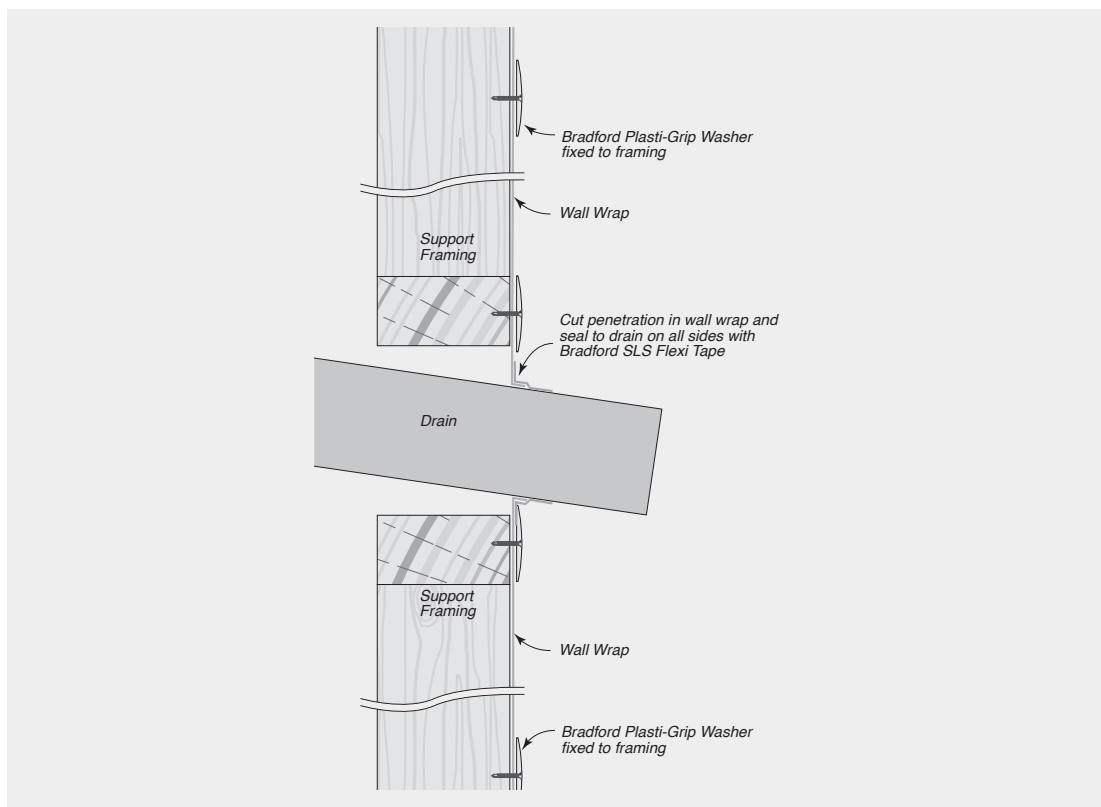 Bradford Plasti-Grip Washer
fixed to framing
Wall Wrap
Support
Framing
Cut penetration in wall wrap and
seal to drain on all sides with
Bradford SLS Flexi Tape
Drain
Support
Framing
Wall Wrap
Bradford Plasti-Grip Washer
fixed to framing